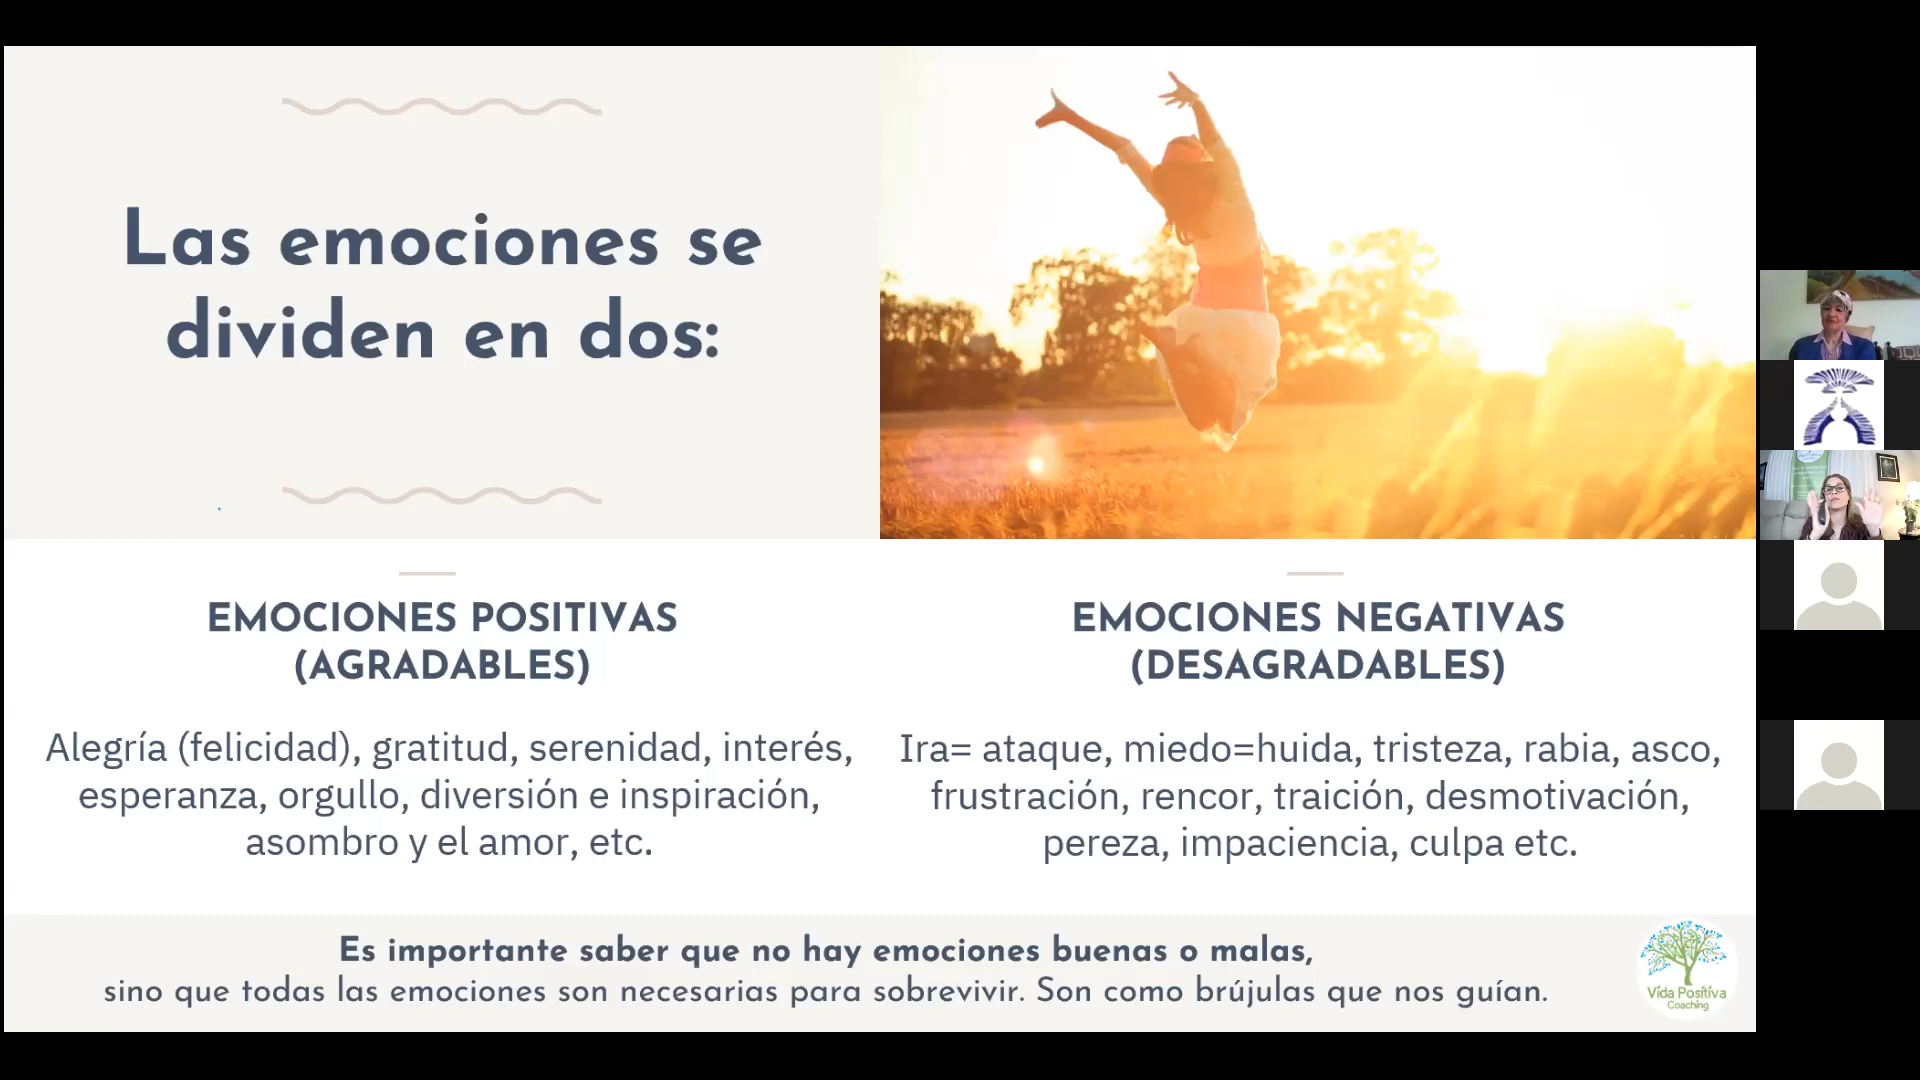 Las emociones se
dividen en dos:
EMOCIONES POSITIVAS
(AGRADABLES)
Alegría (felicidad), gratitud, serenidad, interés,
esperanza, orgullo, diversión e inspiración,
asombro y el amor, etc.
EMOCIONES NEGATIVAS
(DESAGRADABLES)
Ira= ataque, miedo=huida, tristeza, rabia, asco,
frustración, rencor, traición, desmotivación,
pereza, impaciencia, culpa etc.
Es importante saber que no hay emociones buenas o malas,
sino que todas las emociones son necesarias para sobrevivir. Son como brújulas que nos guían.
Vida Positiva
Coaching